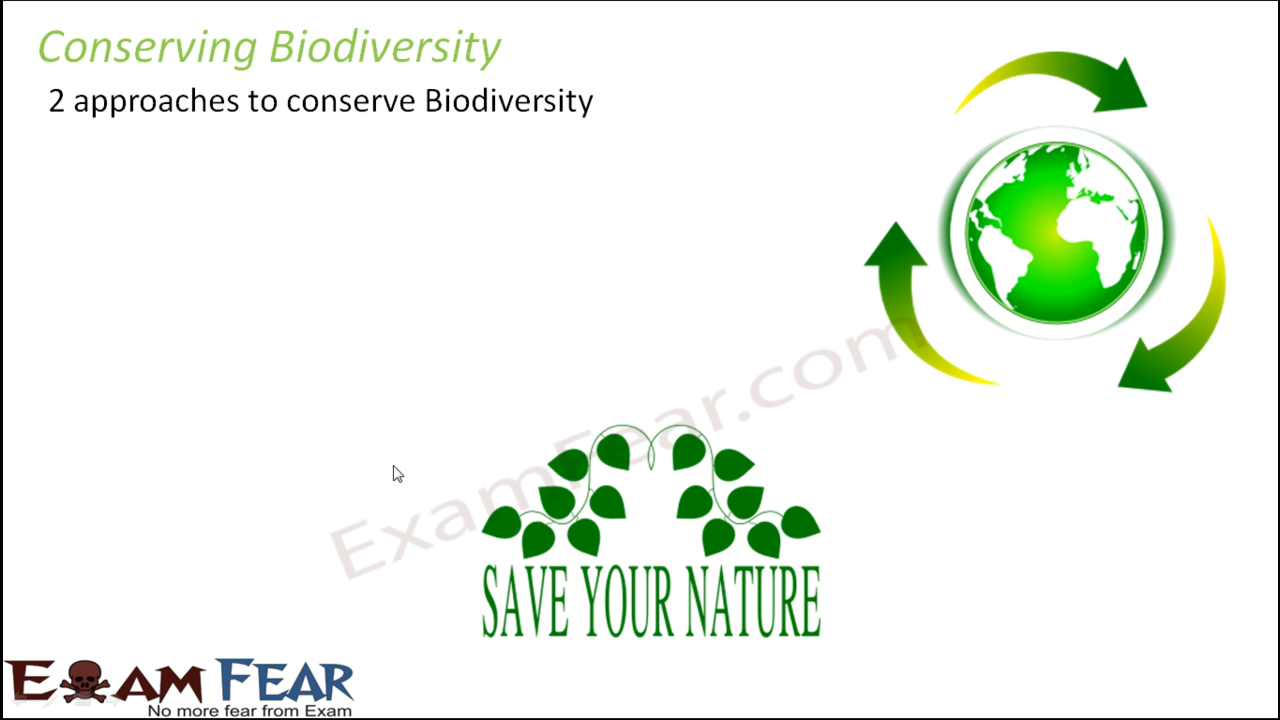 Conserving Biodiversity
2 approaches to conserve Biodiversity
ExamFear.com
SAVE YOUR NATURE
EXAM FEAR
No more fear from Exam